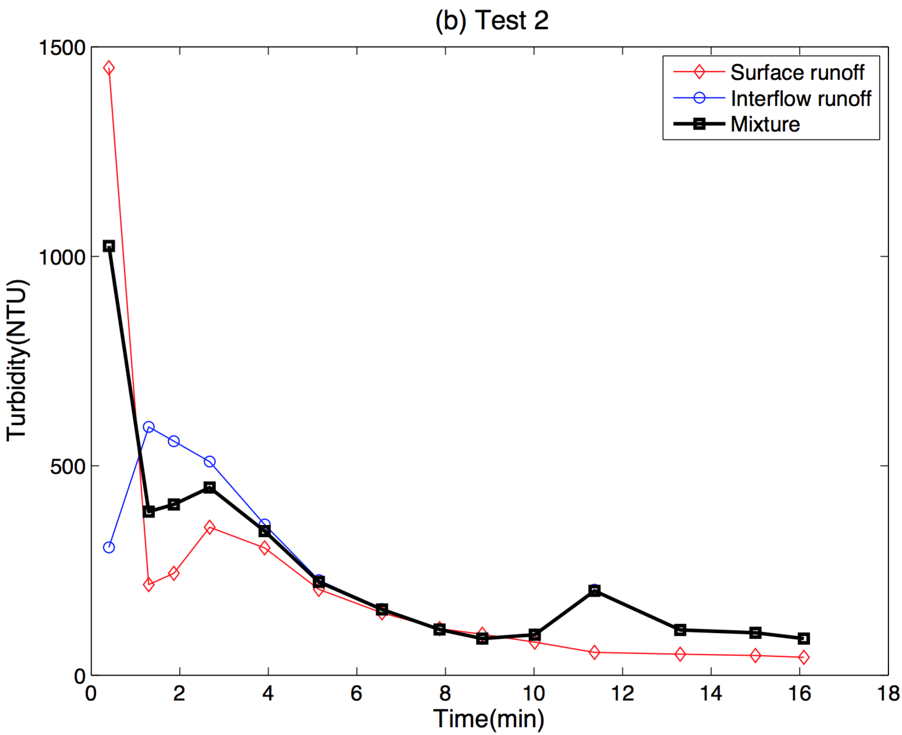 (b) Test 2
1500
1000
500
0
Turbidity(NTU)
Surface runoff
Interflow runoff
Mixture
0 2 4 6 8 10 12 14 16 18
Time(min)